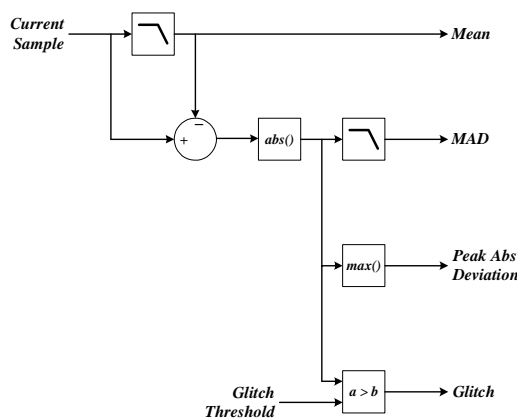 Current
Sample
Mean
−
+
abs()
MAD
max()
Peak Abs
Deviation
a > b
Glitch
Glitch
Threshold